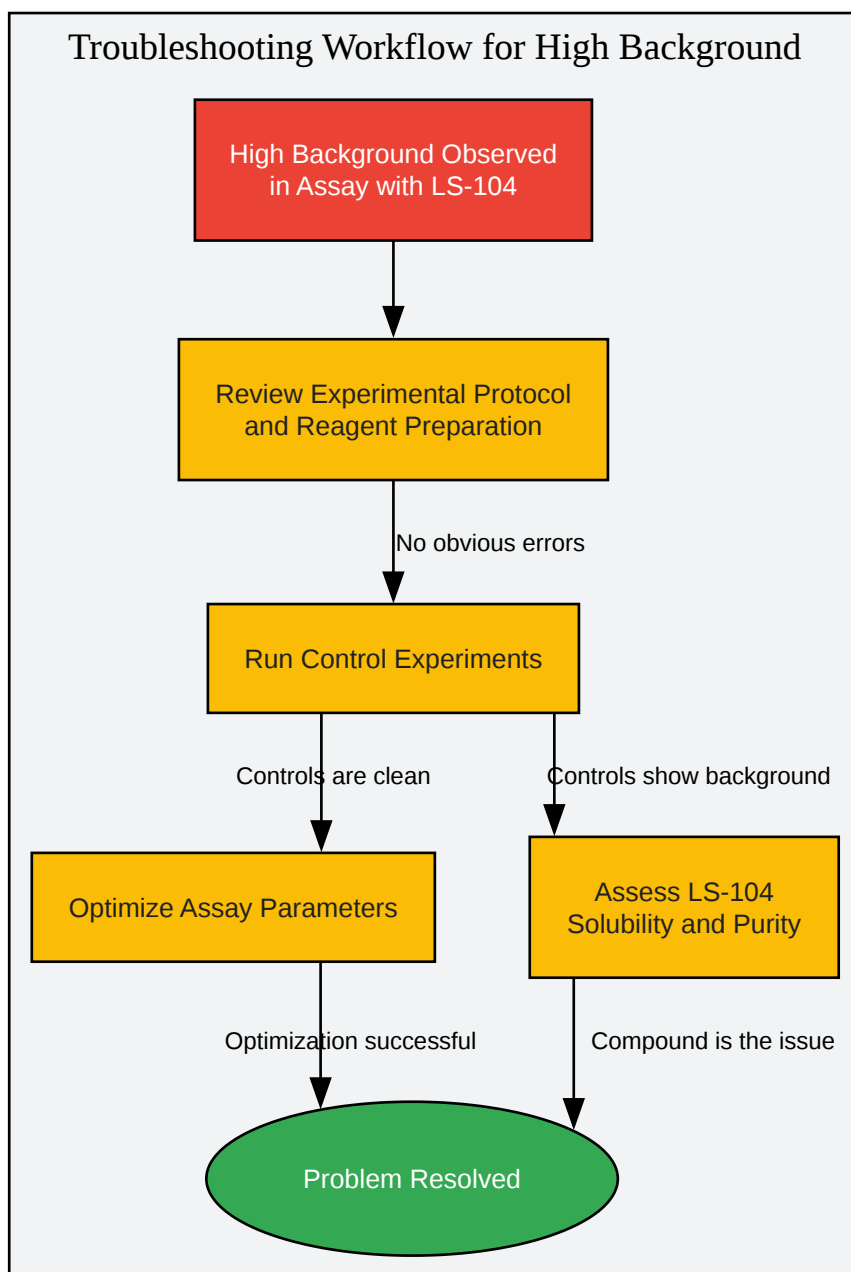 Troubleshooting Workflow for High Background
High Background Observed
in Assay with LS-104
Review Experimental Protocol
and Reagent Preparation
No obvious errors
Run Control Experiments
Controls are clean
Controls show background
Optimize Assay Parameters
Assess LS-104
Solubility and Purity
Optimization successful
Compound is the issue
Problem Resolved